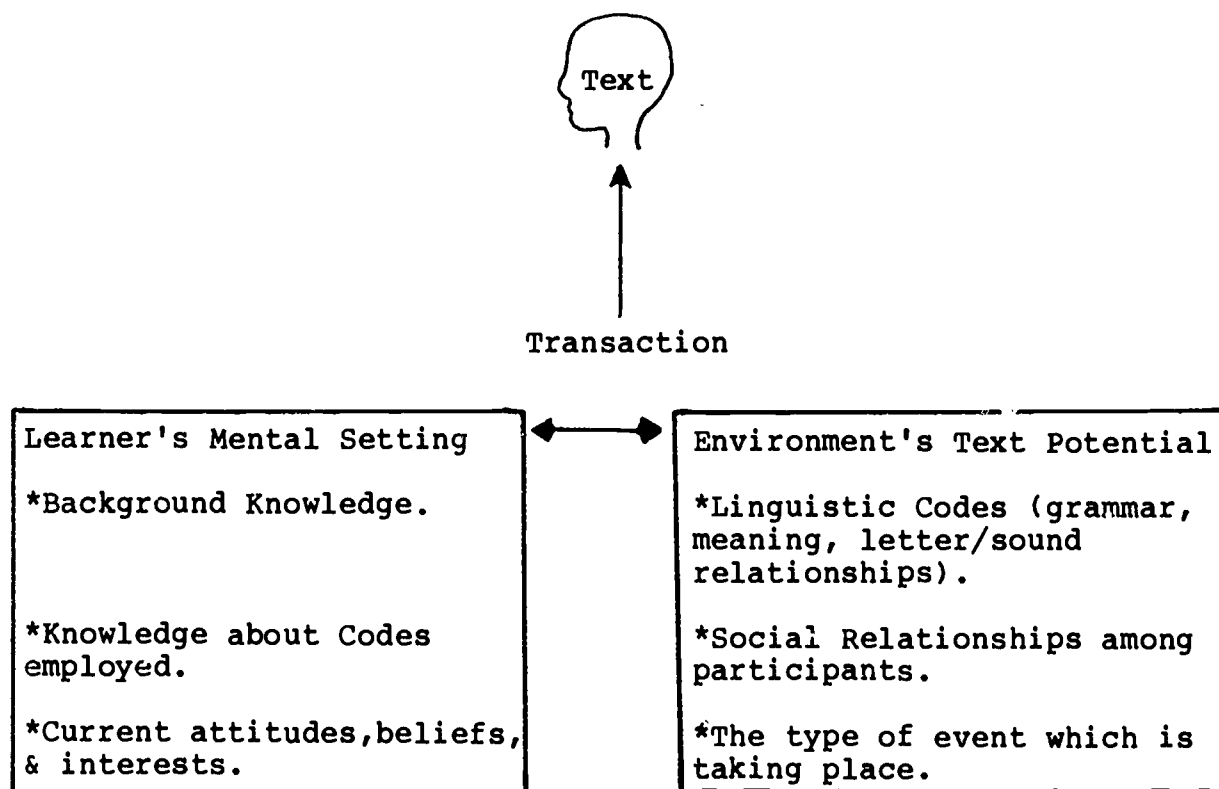 Text
Transaction
Learner's Mental Setting
*Background Knowledge.
*Knowledge about Codes
employed.
*Current attitudes,beliefs,
& interests.
Environment's Text Potential
*Linguistic Codes (grammar,
meaning, letter/sound
relationships).
*Social Relationships among
participants.
*The type of event which is
taking place.